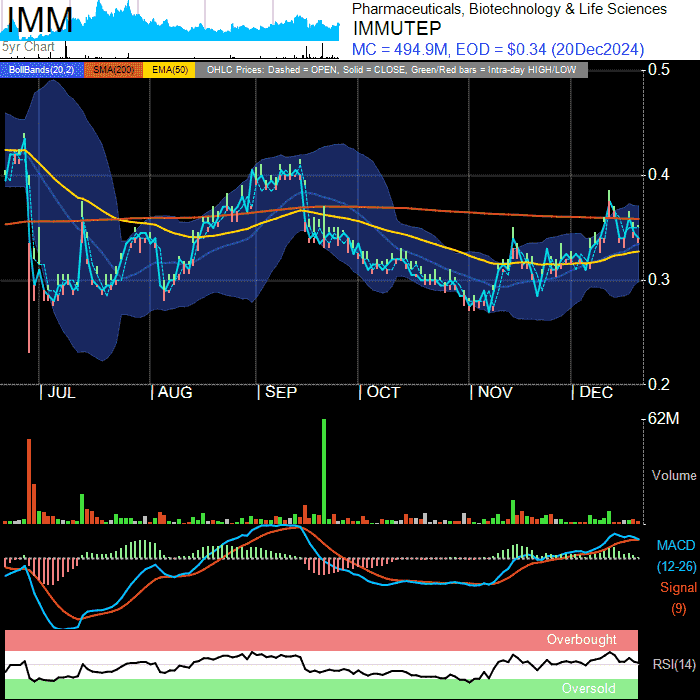 IMM
5yr Chart
Pharmaceuticals, Biotechnology & Life Sciences
IMMUTEP
MC = 494.9M, EOD = $0.34 (20Dec2024)
BollBands(20,2) SMA(200) EMA(50) OHLC Prices: Dashed = OPEN, Solid = CLOSE, Green/Red bars = Intra-day HIGH/LOW
0.5
0.4
0.3
0.2
JUL AUG SEP OCT NOV DEC
62M
Volume
MACD
(12-26)
Signal
(9)
Overbought
RSI(14)
Oversold